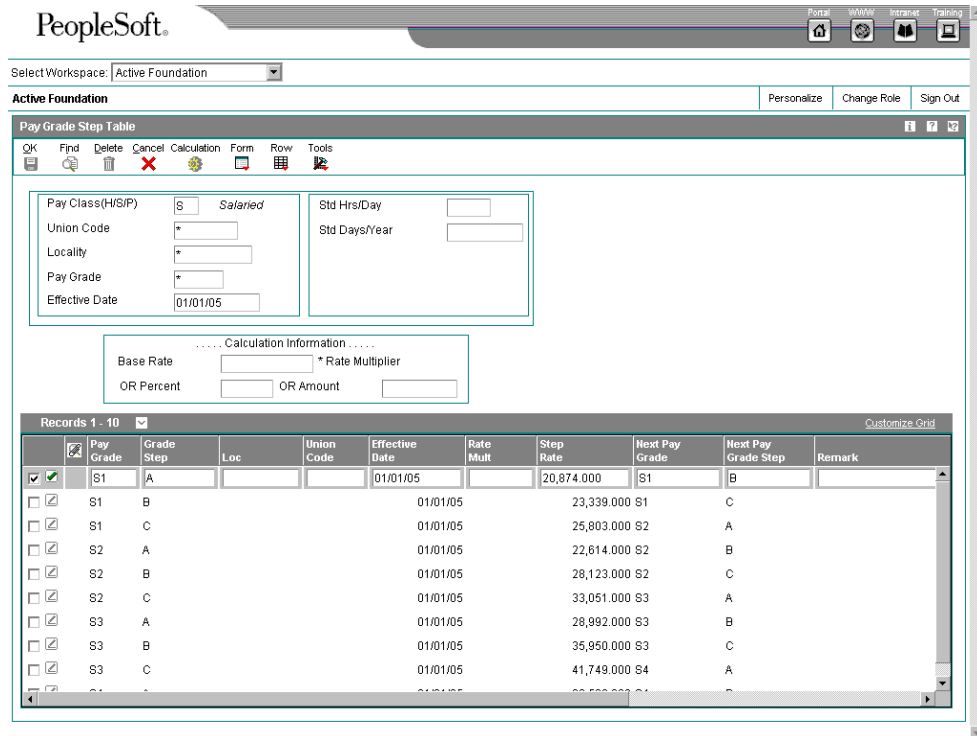 Portal WWW Intranet Training
PeopleSoft®
Select Workspace: Active Foundation
Active Foundation Personalize Change Role Sign Out
Pay Grade Step Table
OK Find Delete Cancel Calculation Form Row Tools
Pay Class(H/S/P) S Salaried Std Hrs/Day
Union Code * Std Days/Year
Locality *
Pay Grade *
Effective Date 01/01/05
. . . . . Calculation Information . . . . .
Base Rate * Rate Multiplier
OR Percent OR Amount
Records 1 - 10 Customize Grid
Pay Grade Grade Step Loc Union Code Effective Date Rate Mult Step Rate Next Pay Grade Next Pay Grade Step Remark
S1 A 01/01/05 20,874.000 S1 B
S1 B 01/01/05 23,339.000 S1 C
S1 C 01/01/05 25,803.000 S2 A
S2 A 01/01/05 22,614.000 S2 B
S2 B 01/01/05 28,123.000 S2 C
S2 C 01/01/05 33,051.000 S3 A
S3 A 01/01/05 28,992.000 S3 B
S3 B 01/01/05 35,950.000 S3 C
S3 C 01/01/05 41,749.000 S4 A